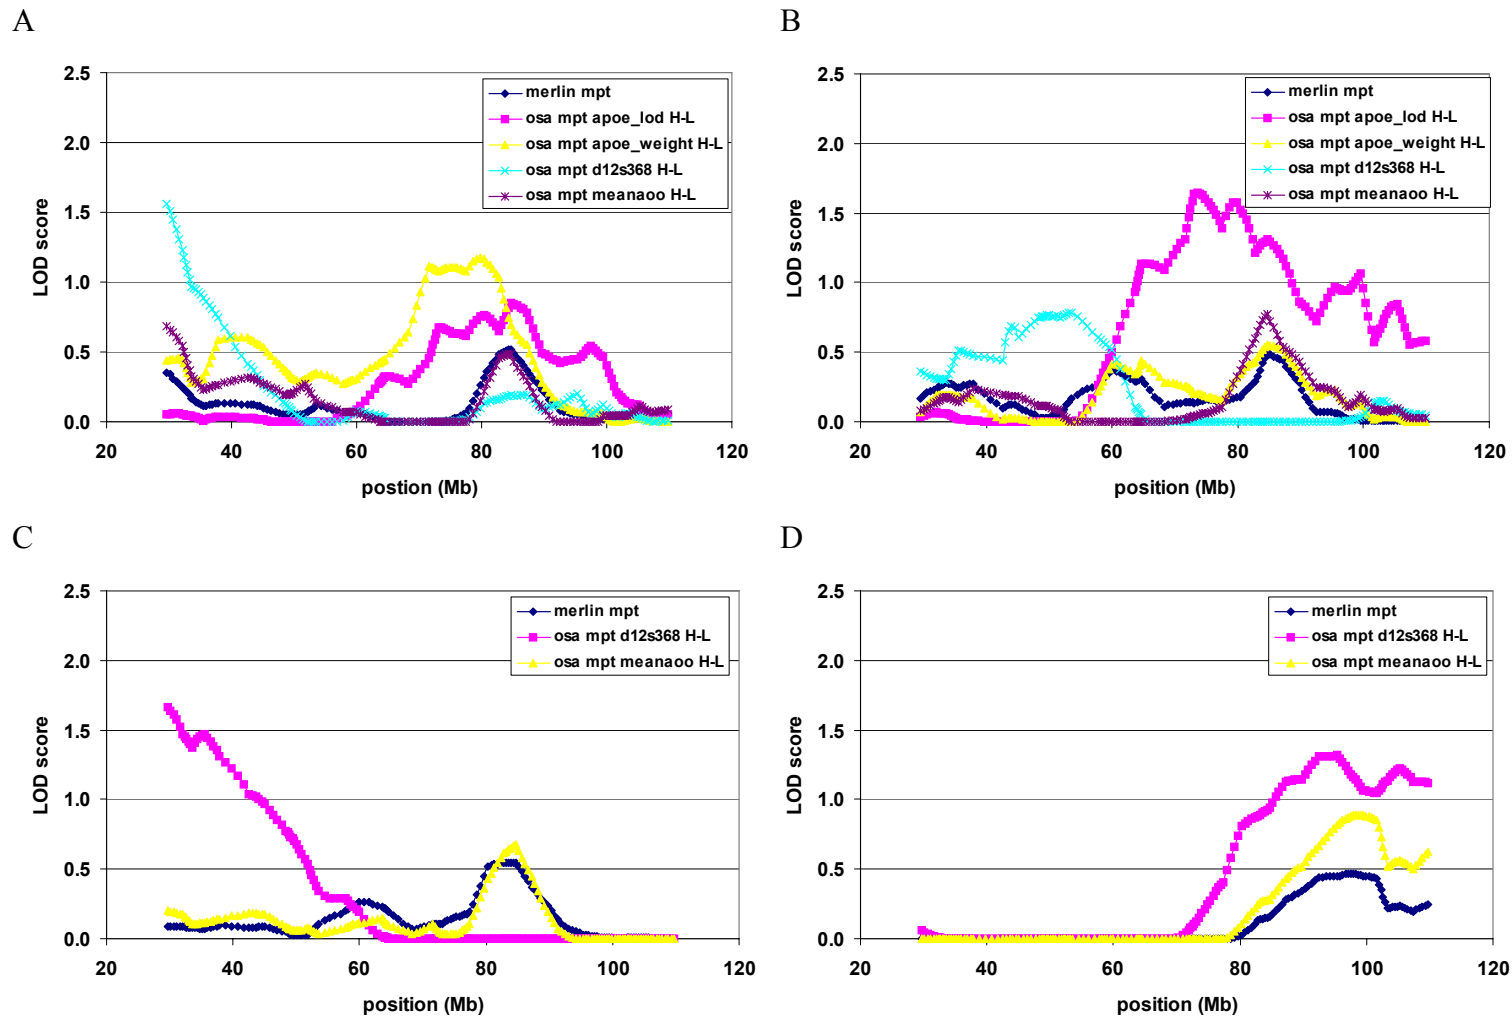 A
2.5
2.0
1.5
1.0
0.5
0.0
20 40 60 80 100 120
LOD score
postion (Mb)
merlin mpt
osa mpt apoe_lod H-L
osa mpt apoe_weight H-L
osa mpt d12s368 H-L
osa mpt meanaoo H-L
B
2.5
2.0
1.5
1.0
0.5
0.0
20 40 60 80 100 120
LOD score
position (Mb)
merlin mpt
osa mpt apoe_lod H-L
osa mpt apoe_weight H-L
osa mpt d12s368 H-L
osa mpt meanaoo H-L
C
2.5
2.0
1.5
1.0
0.5
0.0
20 40 60 80 100 120
LOD score
position (Mb)
merlin mpt
osa mpt d12s368 H-L
osa mpt meanaoo H-L
D
2.5
2.0
1.5
1.0
0.5
0.0
20 40 60 80 100 120
LOD score
position (Mb)
merlin mpt
osa mpt d12s368 H-L
osa mpt meanaoo H-L